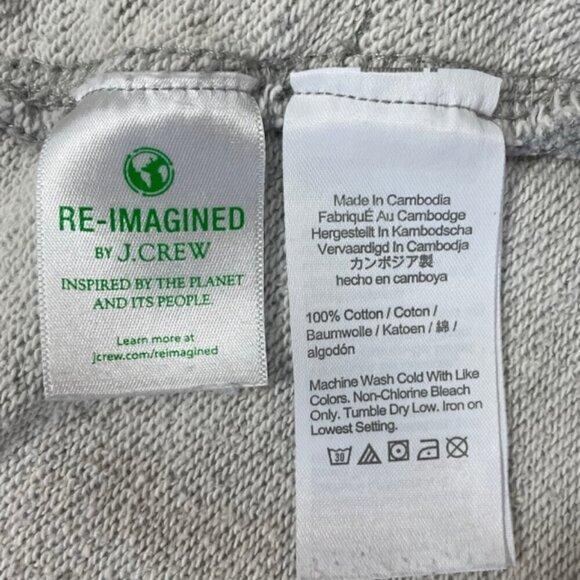 RE-IMAGINED
BY J.CREW
INSPIRED BY THE PLANET
AND ITS PEOPLE.
Learn more at
jcrew.com/reimagined
Made In Cambodia
FabriquÉ Au Cambodge
Hergestellt In Kambodscha
Vervaardigd In Cambodja
カンボジア製
hecho en camboya
100% Cotton / Coton /
Baumwolle / Katoen / 綿 /
algodón
Machine Wash Cold With Like
Colors. Non-Chlorine Bleach
Only. Tumble Dry Low. Iron on
Lowest Setting.
30